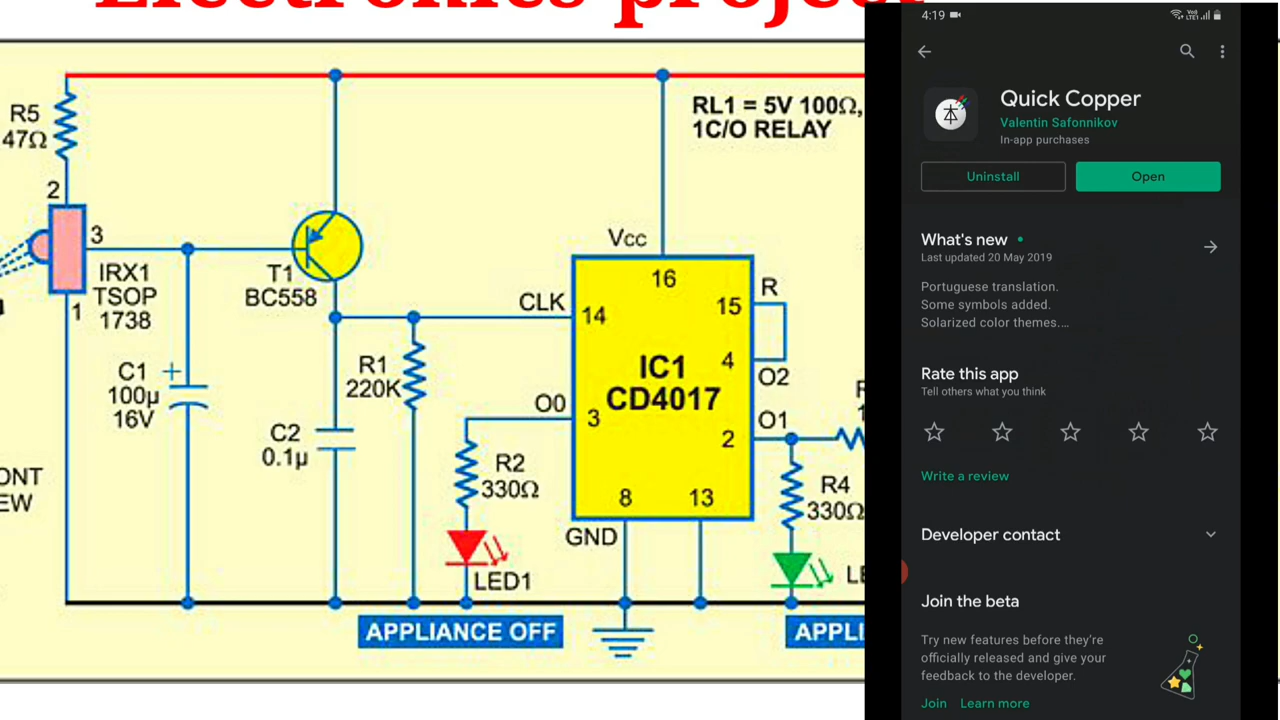 Electronics project
R5
47Ω
2
3
IRX1
TSOP
1738
1
C1 +
100µ
16V
T1
BC558
C2
0.1µ
R1
220K
RL1 = 5V 100Ω,
1C/O RELAY
Vcc
16
CLK
14
15
R
IC1
CD4017
4
O2
O0
3
O1
2
8
13
GND
R2
330Ω
LED1
R4
330Ω
APPLIANCE OFF
4:19
Quick Copper
Valentin Safonnikov
In-app purchases
Uninstall
Open
What's new
Last updated 20 May 2019
Portuguese translation.
Some symbols added.
Solarized color themes....
Rate this app
Tell others what you think
Write a review
Developer contact
Join the beta
Try new features before they're
officially released and give your
feedback to the developer.
Join Learn more